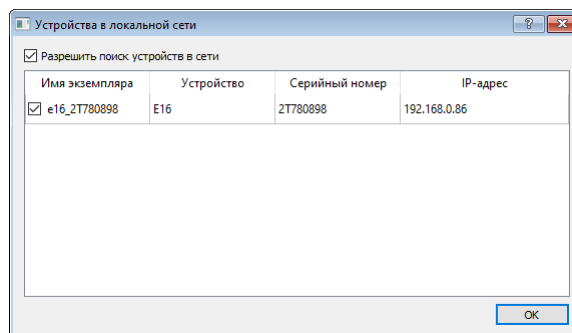 Устройства в локальной сети
Разрешить поиск устройств в сети
Имя экземпляра Устройство Серийный номер IP-адрес
e16_2T780898 E16 2T780898 192.168.0.86
OK